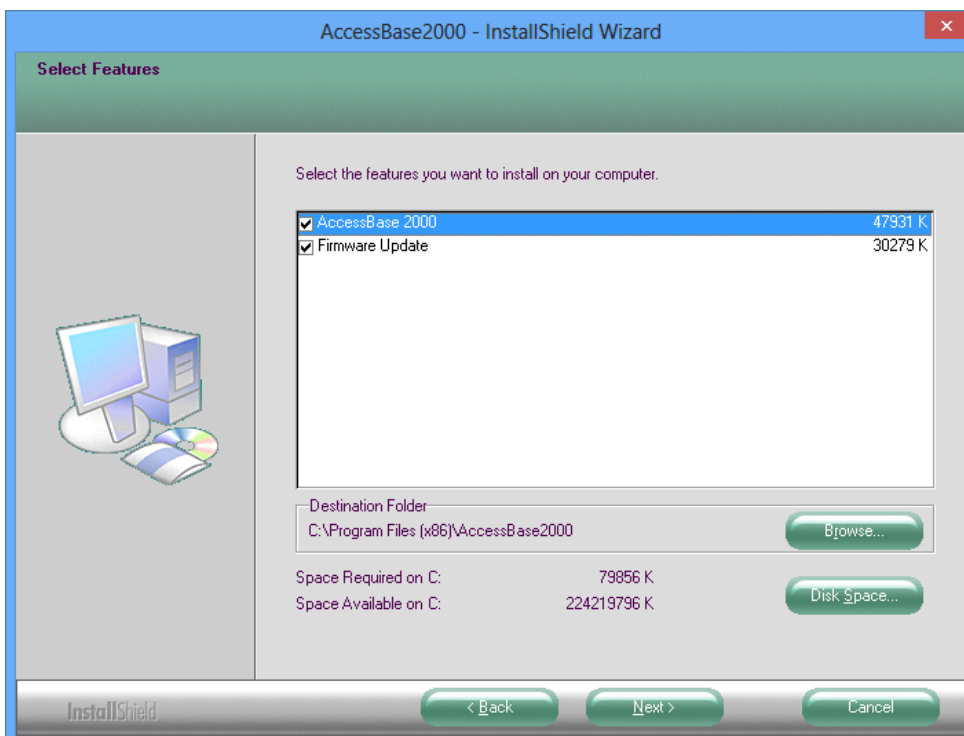 AccessBase2000 - InstallShield Wizard
Select Features
Select the features you want to install on your computer.
AccessBase 2000 47931 K
Firmware Update 30279 K
Destination Folder
C:\Program Files (x86)\AccessBase2000
Browse...
Space Required on C: 79856 K
Space Available on C: 224219796 K
Disk Space...
InstallShield
< Back
Next >
Cancel